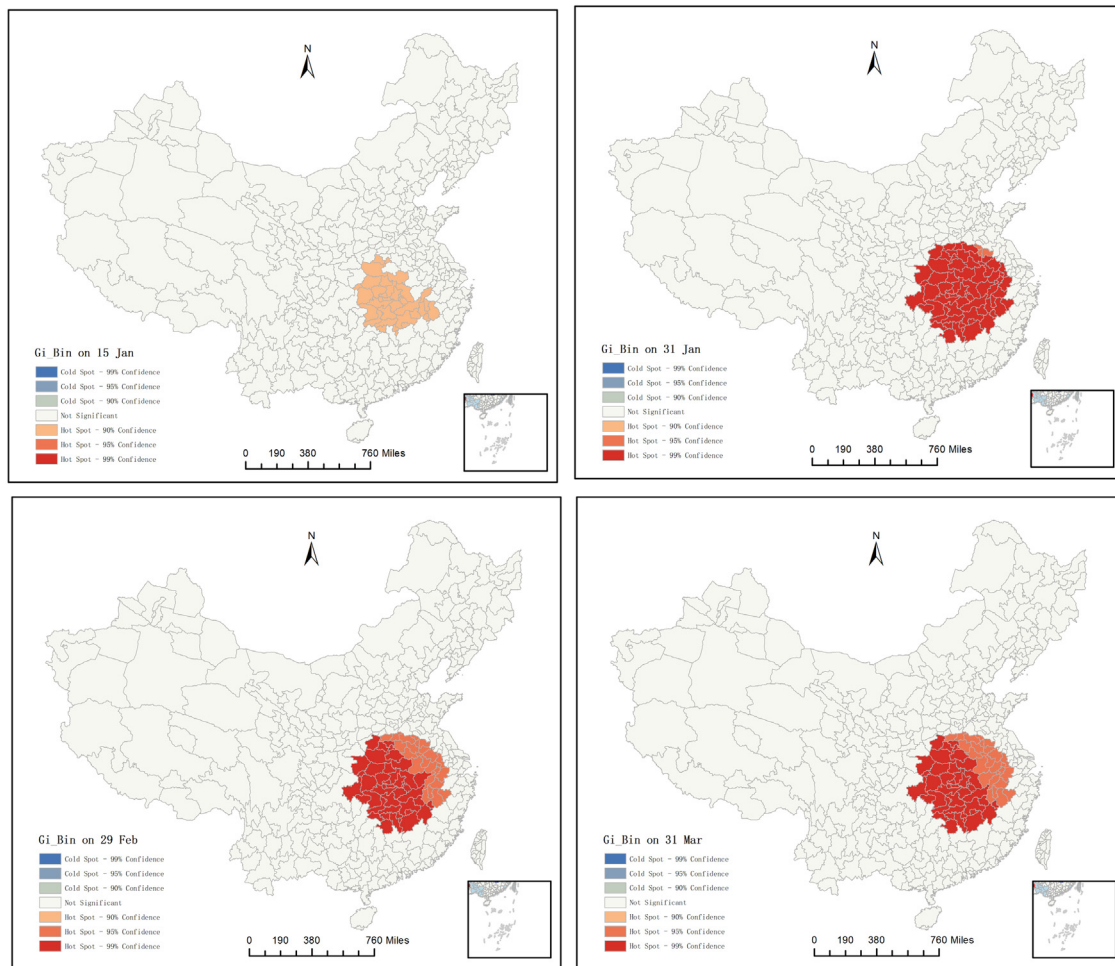 N
Gi_Bin on 15 Jan
Cold Spot - 99% Confidence
Cold Spot - 95% Confidence
Cold Spot - 90% Confidence
Not Significant
Hot Spot - 90% Confidence
Hot Spot - 95% Confidence
Hot Spot - 99% Confidence
0 190 380 760 Miles
N
Gi_Bin on 31 Jan
Cold Spot - 99% Confidence
Cold Spot - 95% Confidence
Cold Spot - 90% Confidence
Not Significant
Hot Spot - 90% Confidence
Hot Spot - 95% Confidence
Hot Spot - 99% Confidence
0 190 380 760 Miles
N
Gi_Bin on 29 Feb
Cold Spot - 99% Confidence
Cold Spot - 95% Confidence
Cold Spot - 90% Confidence
Not Significant
Hot Spot - 90% Confidence
Hot Spot - 95% Confidence
Hot Spot - 99% Confidence
0 190 380 760 Miles
N
Gi_Bin on 31 Mar
Cold Spot - 99% Confidence
Cold Spot - 95% Confidence
Cold Spot - 90% Confidence
Not Significant
Hot Spot - 90% Confidence
Hot Spot - 95% Confidence
Hot Spot - 99% Confidence
0 190 380 760 Miles